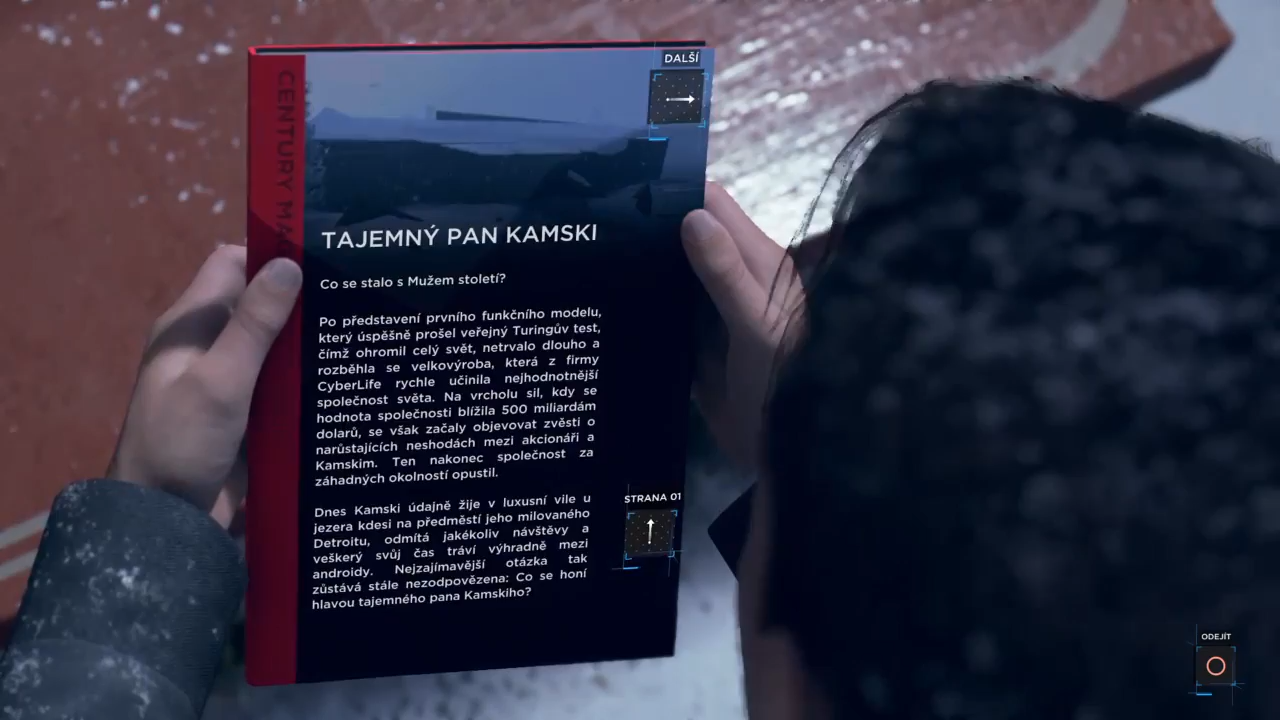 DALŠÍ
CENTURY
TAJEMNÝ PAN KAMSKI
Co se stalo s Mužem století?
Po představení prvního funkčního modelu,
který úspěšně prošel veřejný Turingův test,
čímž ohromil celý svět, netrvalo dlouho a
rozběhla se velkovýroba, která z firmy
CyberLife rychle učinila nejhodnotnější
společnost světa. Na vrcholu sil, kdy se
hodnota společnosti blížila 500 miliardám
dolarů, se však začaly objevovat zvěsti o
narůstajících neshodách mezi akcionáři a
Kamskim. Ten nakonec společnost za
záhadných okolností opustil.
Dnes Kamski údajně žije v luxusní vile u
jezera kdesi na předměstí jeho milovaného
Detroitu, odmítá jakékoliv návštěvy a
veškerý svůj čas tráví výhradně mezi
androidy. Nejzajímavější otázka tak
zůstává stále nezodpovězena: Co se honí
hlavou tajemného pana Kamskiho?
STRANA 01
ODEJÍT